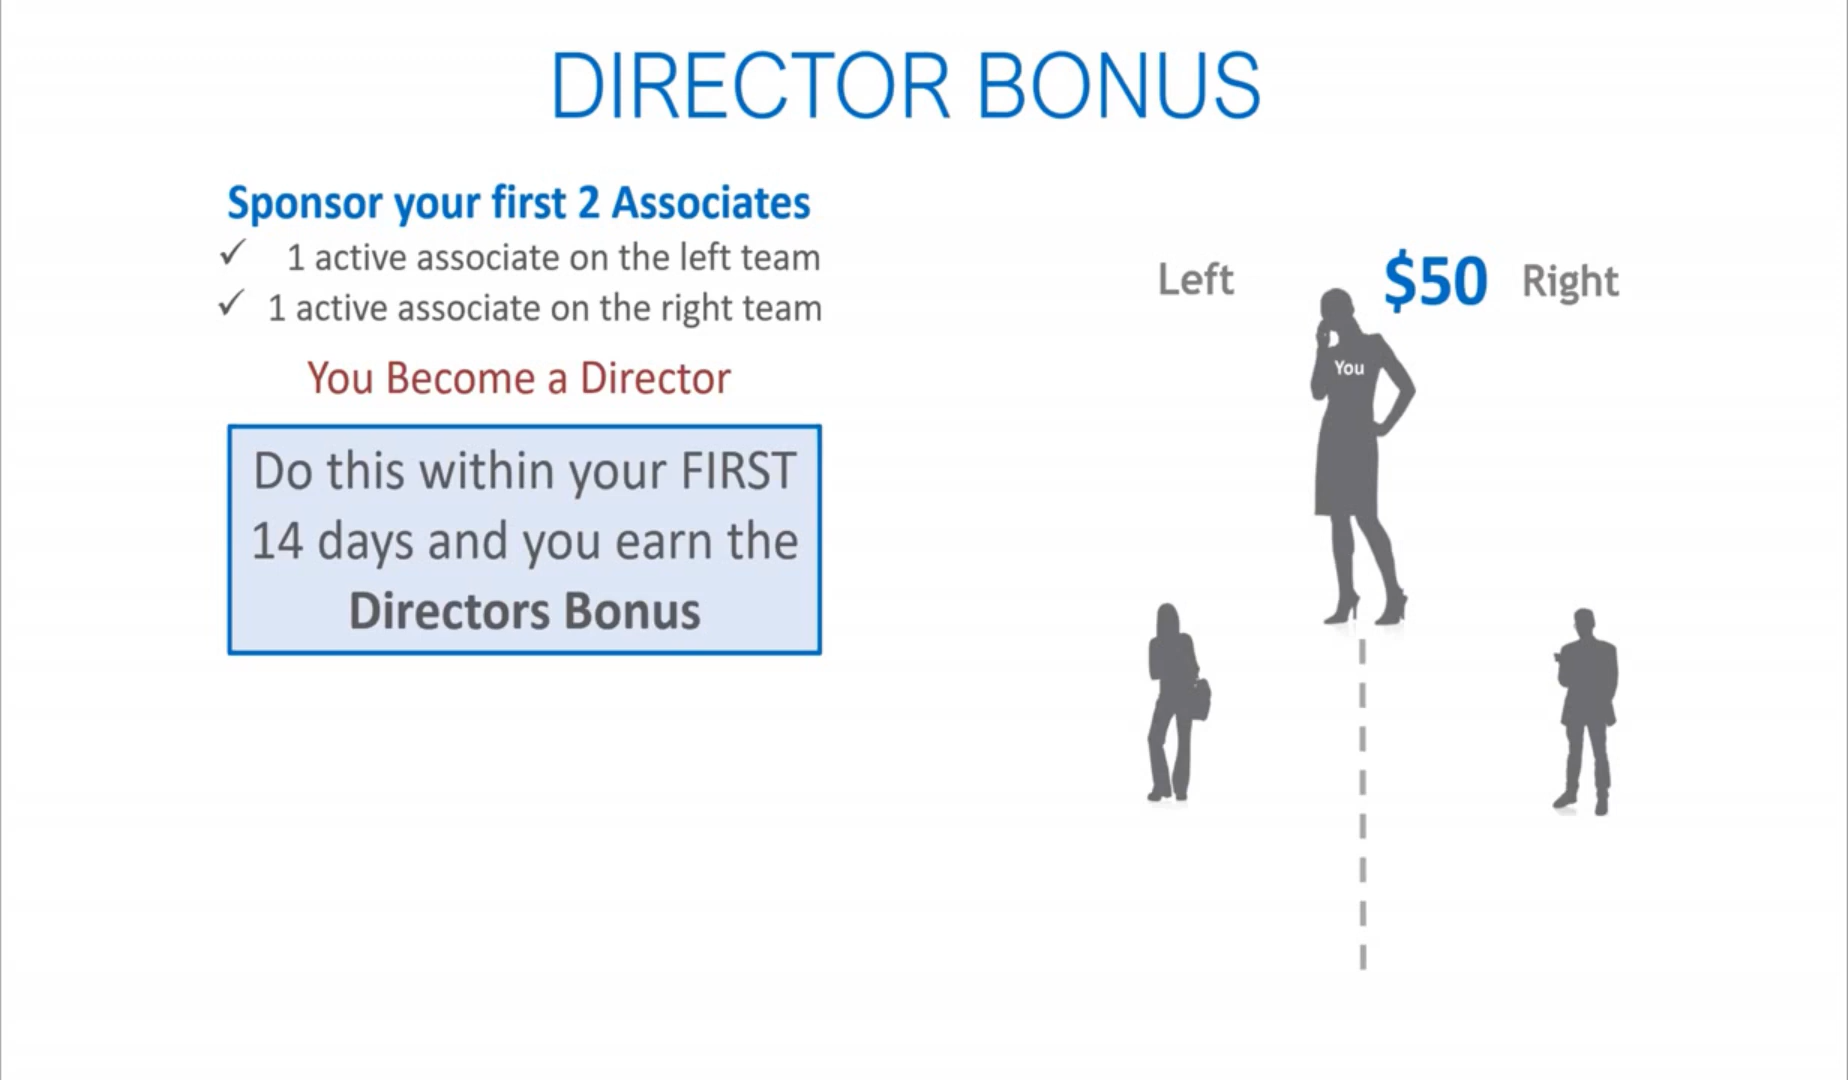 DIRECTOR BONUS
Sponsor your first 2 Associates
✓ 1 active associate on the left team
✓ 1 active associate on the right team
You Become a Director
Do this within your FIRST
14 days and you earn the
Directors Bonus
Left
$50
Right
You